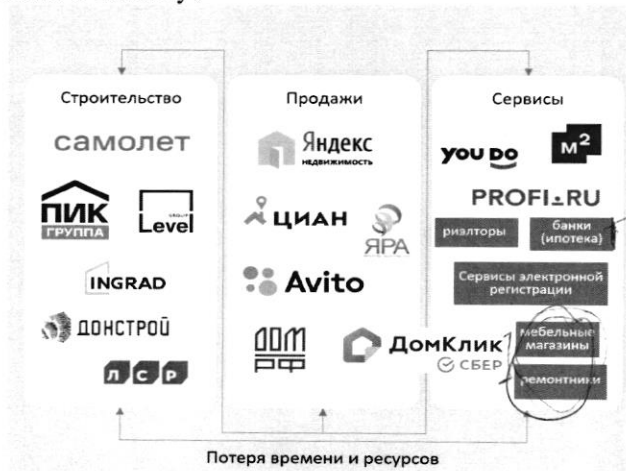 Строительство
самолет
ПИК
ГРУППА
Level
GROUP
INGRAD
ДОНСТРОЙ
ЛСР
Продажи
Яндекс
недвижимость
ЦИАН
ЯРА
Avito
ДОМ
РФ
ДомКлик
СБЕР
Сервисы
YOU DO
М²
PROFI.RU
риэлторы
банки
(ипотека)
Сервисы электронной
регистрации
мебельные
магазины
ремонтники
Потеря времени и ресурсов